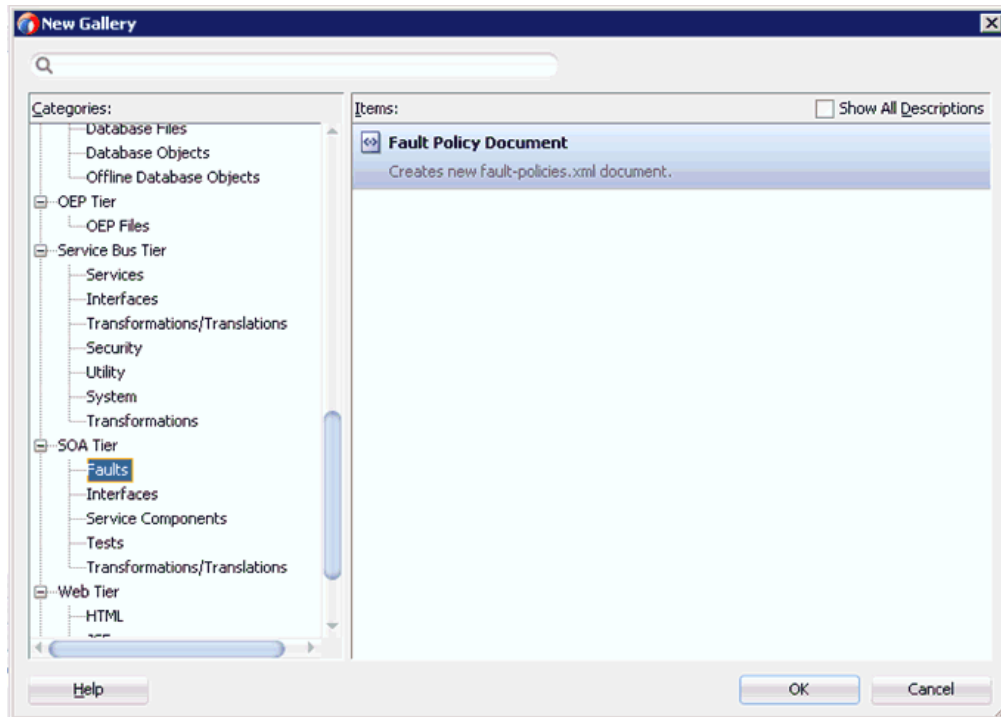 New Gallery
Categories:
Database Files
Database Objects
Offline Database Objects
OEP Tier
OEP Files
Service Bus Tier
Services
Interfaces
Transformations/Translations
Security
Utility
System
Transformations
SOA Tier
Faults
Interfaces
Service Components
Tests
Transformations/Translations
Web Tier
HTML
Items:
Show All Descriptions
Fault Policy Document
Creates new fault-policies.xml document.
Help
OK
Cancel